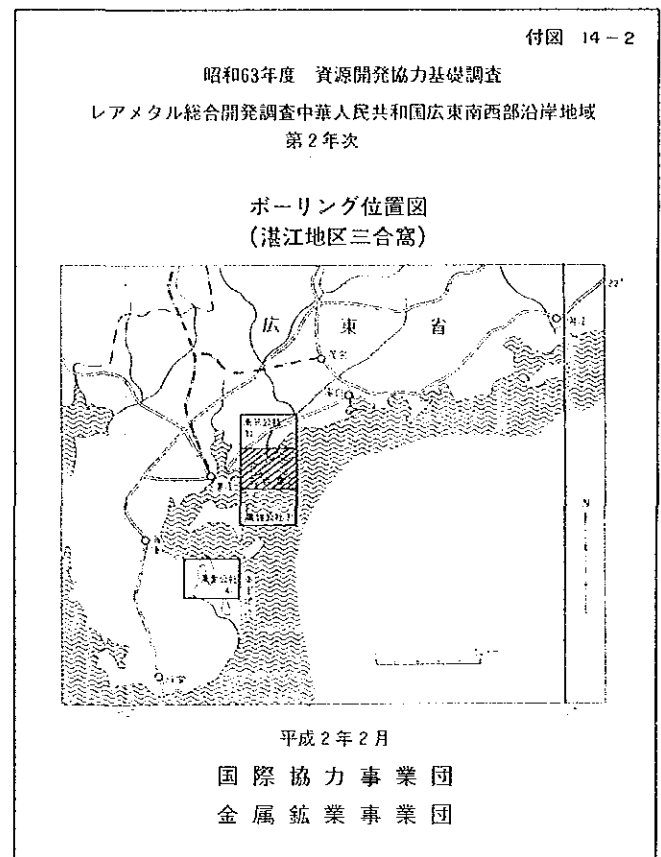 付図 14-2
昭和63年度 資源開発協力基礎調査
レアメタル総合開発調査中華人民共和国広東南西部沿岸地域
第2年次
ボーリング位置図
(湛江地区三合窩)
広東省
22°
N
平成2年2月
国際協力事業団
金属鉱業事業団